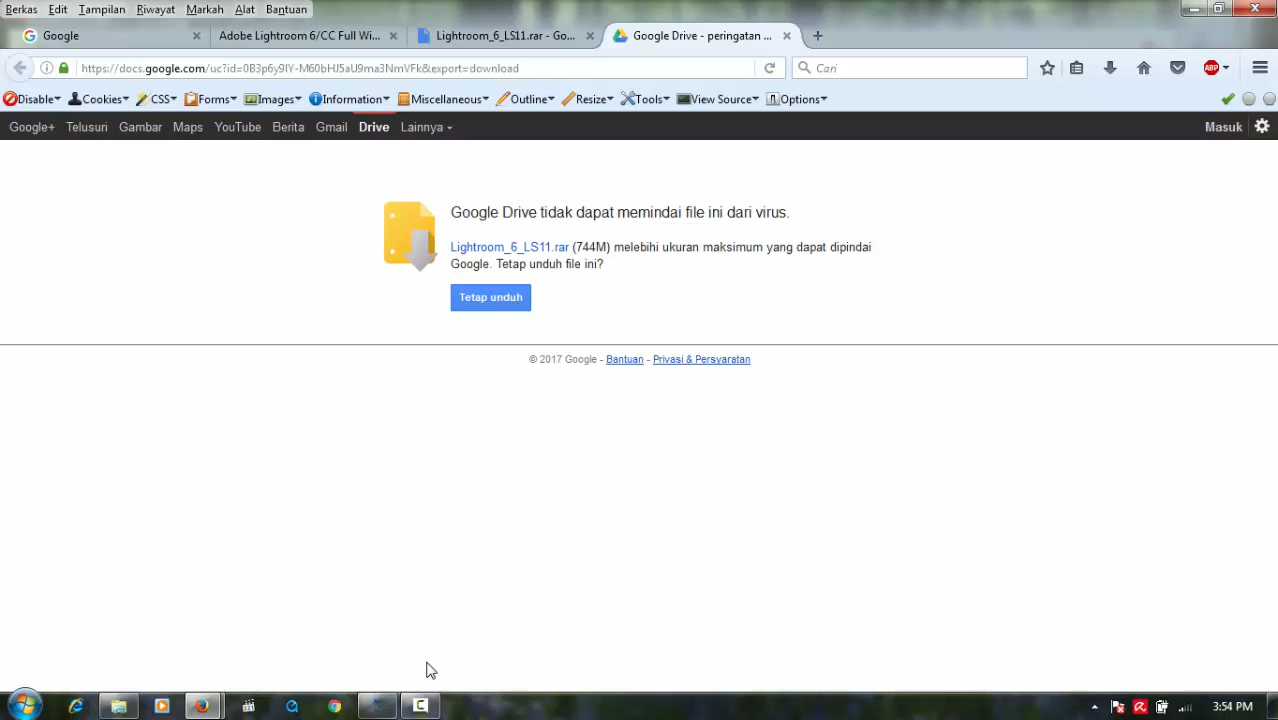 Berkas Edit Tampilan Riwayat Markah Alat Bantuan
Google Adobe Lightroom 6/CC Full Wi... Lightroom_6_LS11.rar - Goo... Google Drive - peringatan ...
https://docs.google.com/uc?id=0B3p6y9lY-M60bHJ5aU9ma3NmVFk&export=download Cari ABP
Disable Cookies CSS Forms Images Information Miscellaneous Outline Resize Tools View Source Options
Google+ Telusuri Gambar Maps YouTube Berita Gmail Drive Lainnya Masuk
Google Drive tidak dapat memindai file ini dari virus.
Lightroom_6_LS11.rar (744M) melebihi ukuran maksimum yang dapat dipindai
Google. Tetap unduh file ini?
Tetap unduh
© 2017 Google - Bantuan - Privasi & Persyaratan
3:54 PM